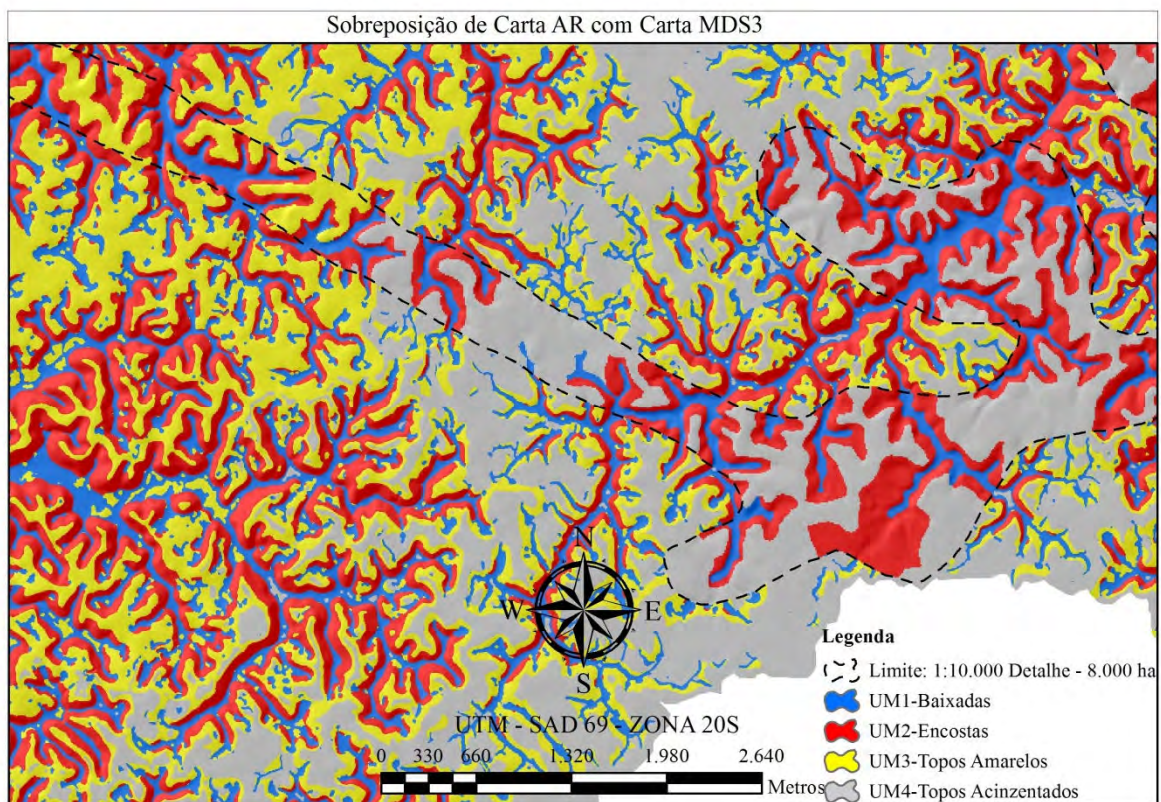 Sobreposição de Carta AR com Carta MDS3
N
W E
S
UTM - SAD 69 - ZONA 20S
0 330 660 1.320 1.980 2.640
Metros
Legenda
Limite: 1:10.000 Detalhe - 8.000 ha
UM1-Baixadas
UM2-Encostas
UM3-Topos Amarelos
UM4-Topos Acinzentados